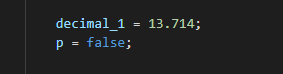 decimal_1 = 13.714;
p = false;